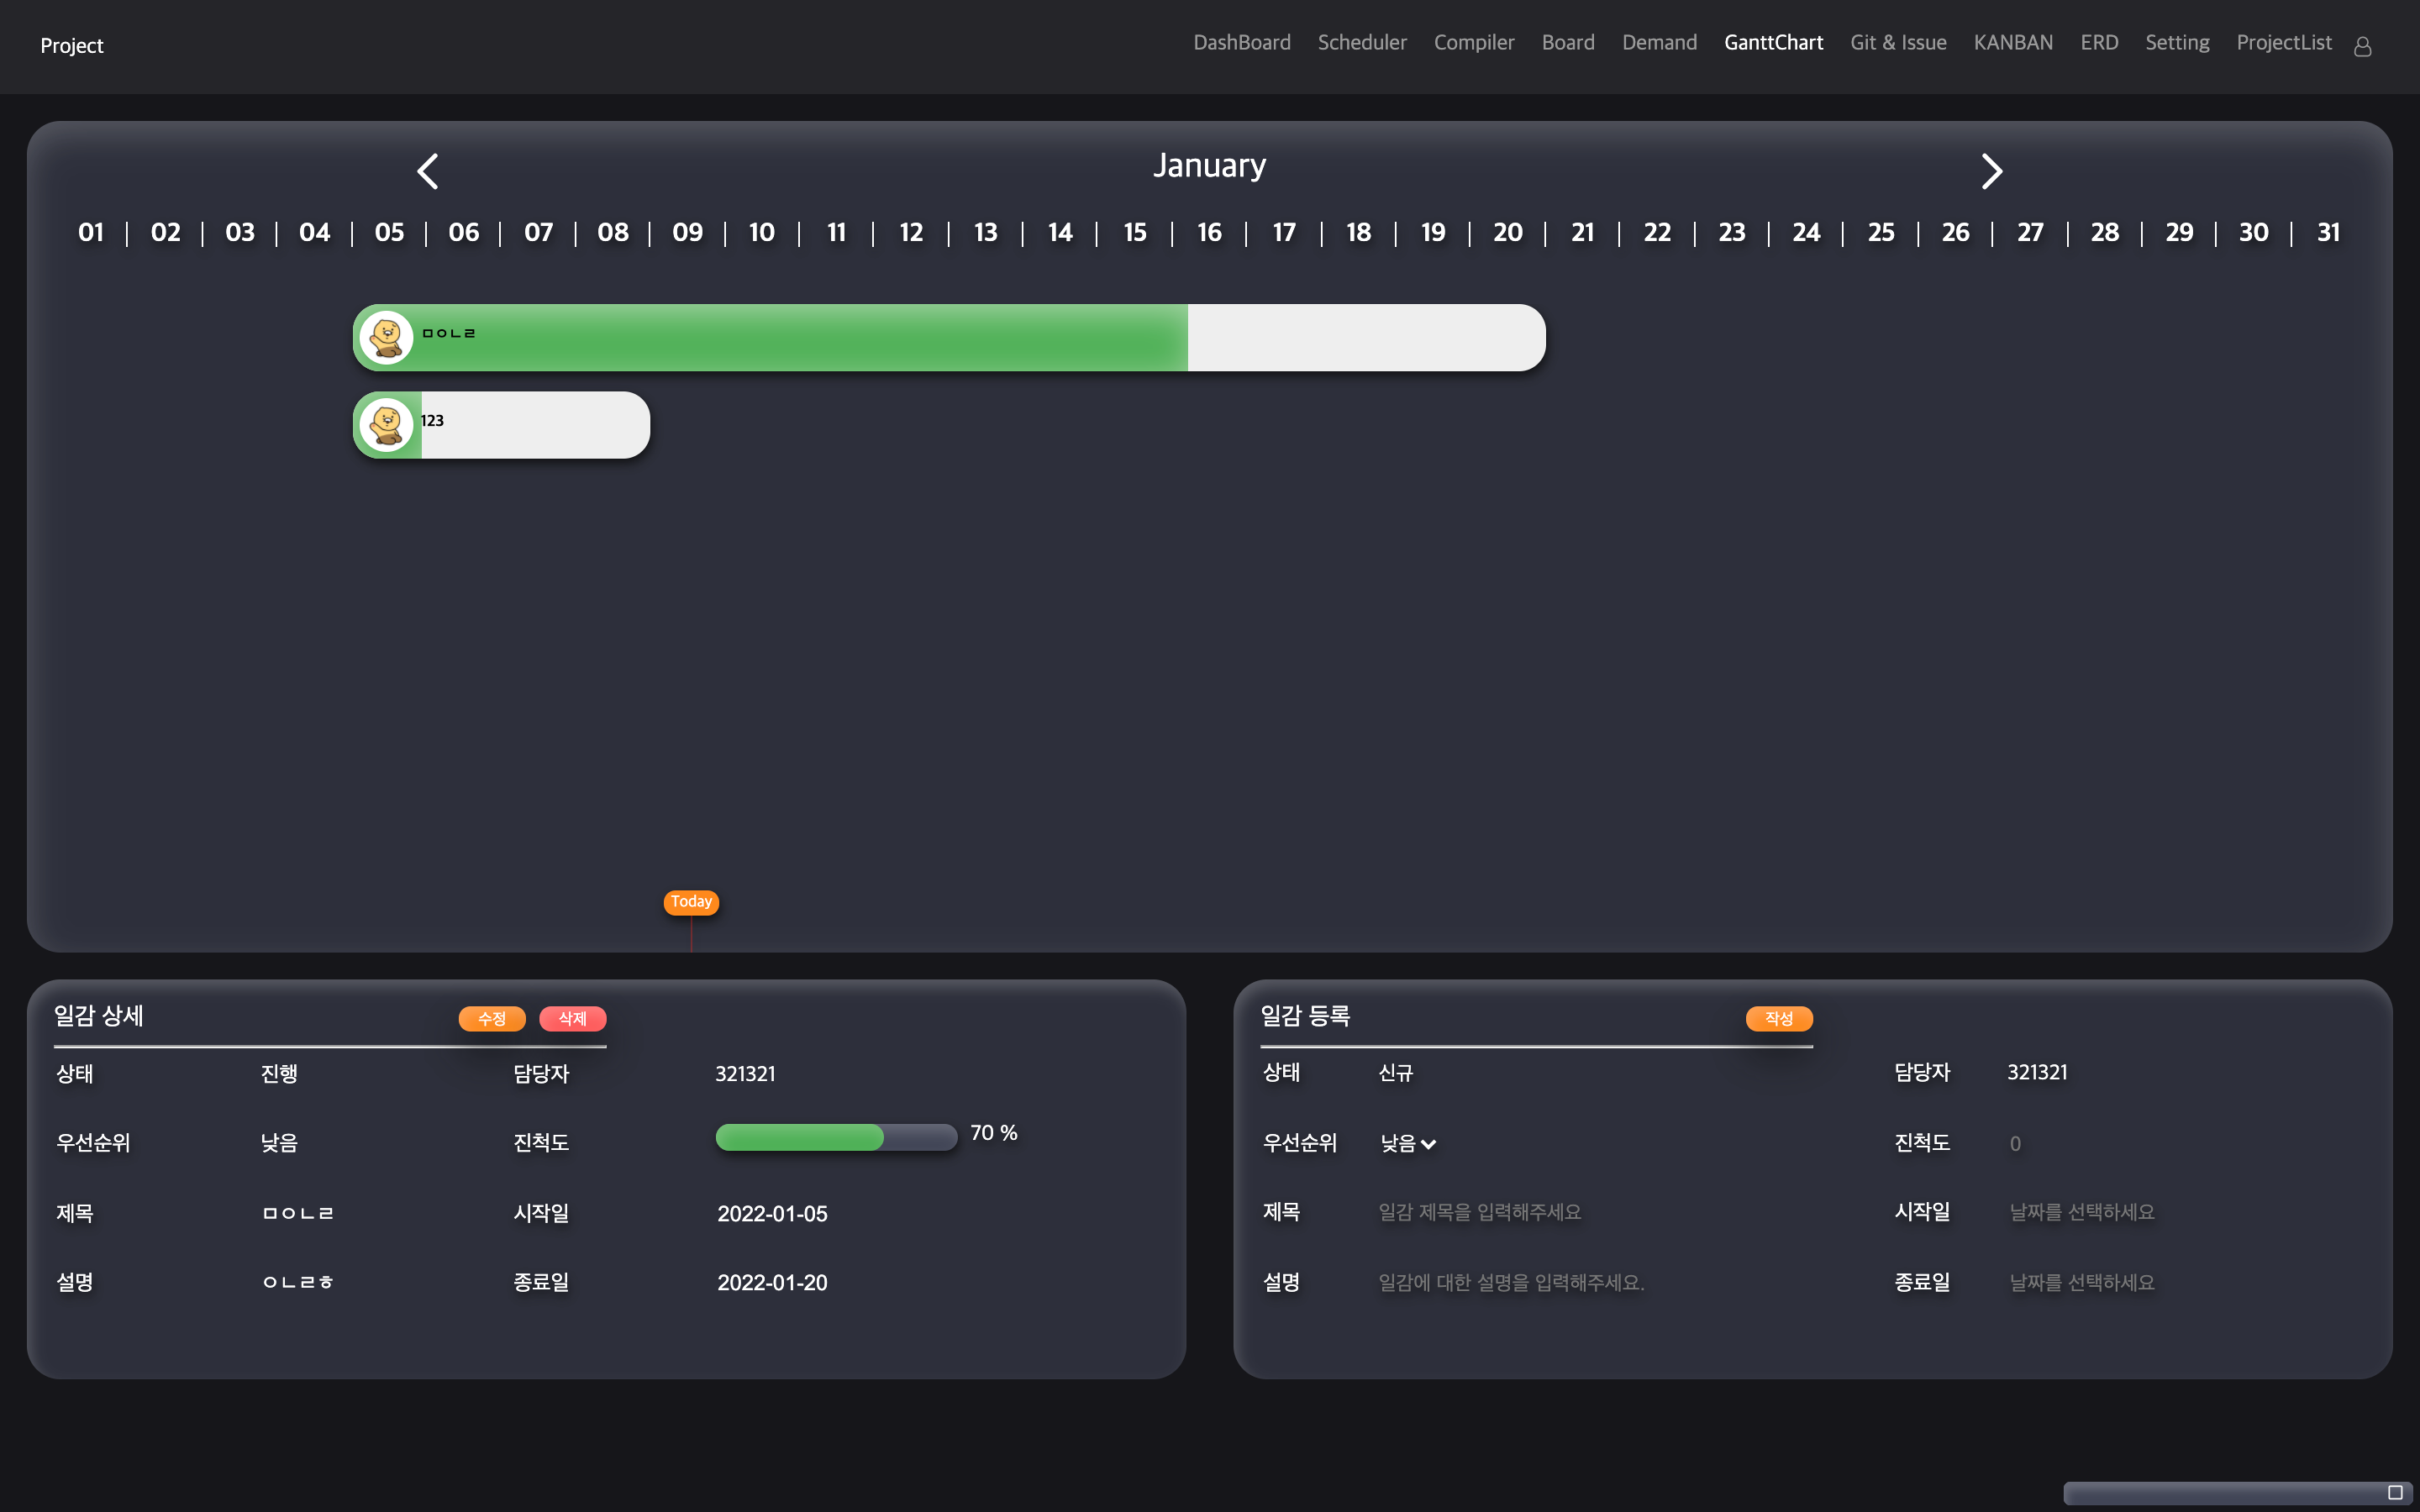 Project DashBoard Scheduler Compiler Board Demand GanttChart Git & Issue KANBAN ERD Setting ProjectList
January
01 02 03 04 05 06 07 08 09 10 11 12 13 14 15 16 17 18 19 20 21 22 23 24 25 26 27 28 29 30 31
ㅁㅇㄴㄹ
123
Today
일감 상세 수정 삭제
상태 진행 담당자 321321
우선순위 낮음 진척도 70 %
제목 ㅁㅇㄴㄹ 시작일 2022-01-05
설명 ㅇㄴㄹㅎ 종료일 2022-01-20
일감 등록 작성
상태 신규 담당자 321321
우선순위 낮음 진척도 0
제목 일감 제목을 입력해주세요 시작일 날짜를 선택하세요
설명 일감에 대한 설명을 입력해주세요. 종료일 날짜를 선택하세요